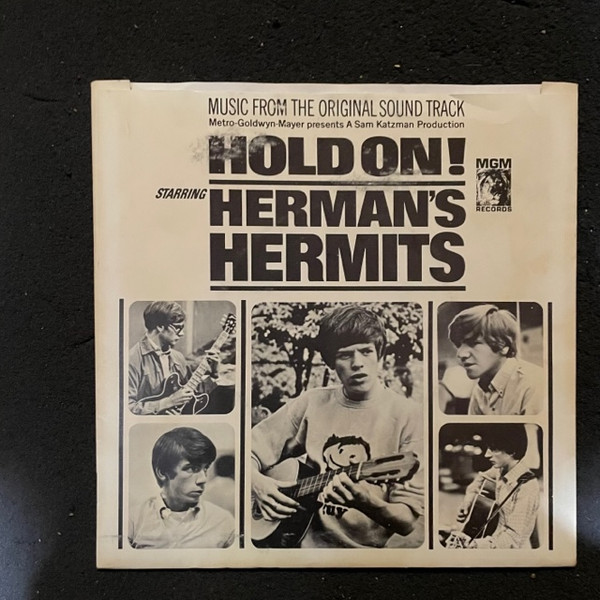 MUSIC FROM THE ORIGINAL SOUND TRACK
Metro-Goldwyn-Mayer presents A Sam Katzman Production
HOLD ON!
MGM
RECORDS
STARRING
HERMAN'S
HERMITS